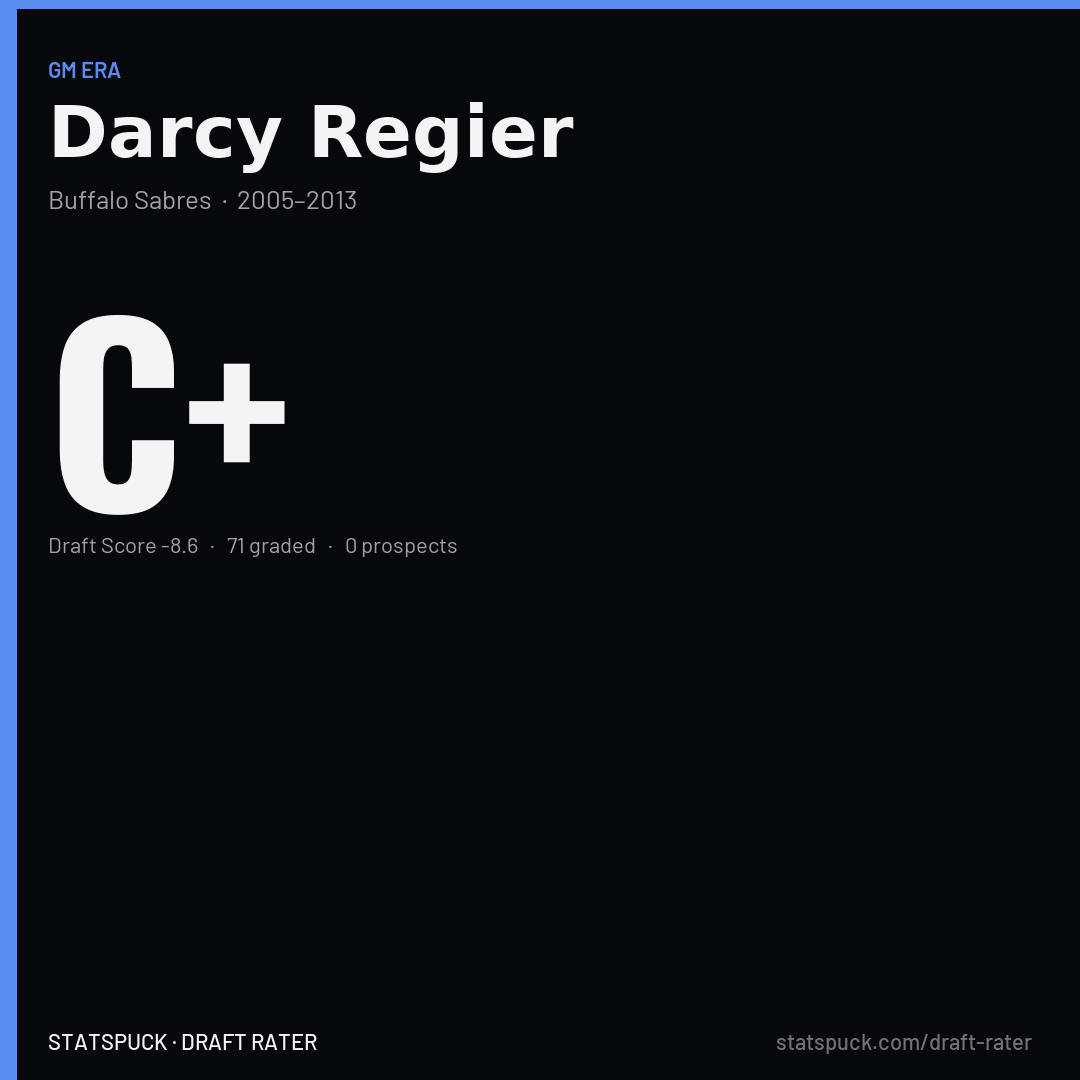 GM ERA
Darcy Regier
Buffalo Sabres · 2005–2013
C+
Draft Score -8.6 · 71 graded · 0 prospects
STATSPUCK · DRAFT RATER
statspuck.com/draft-rater